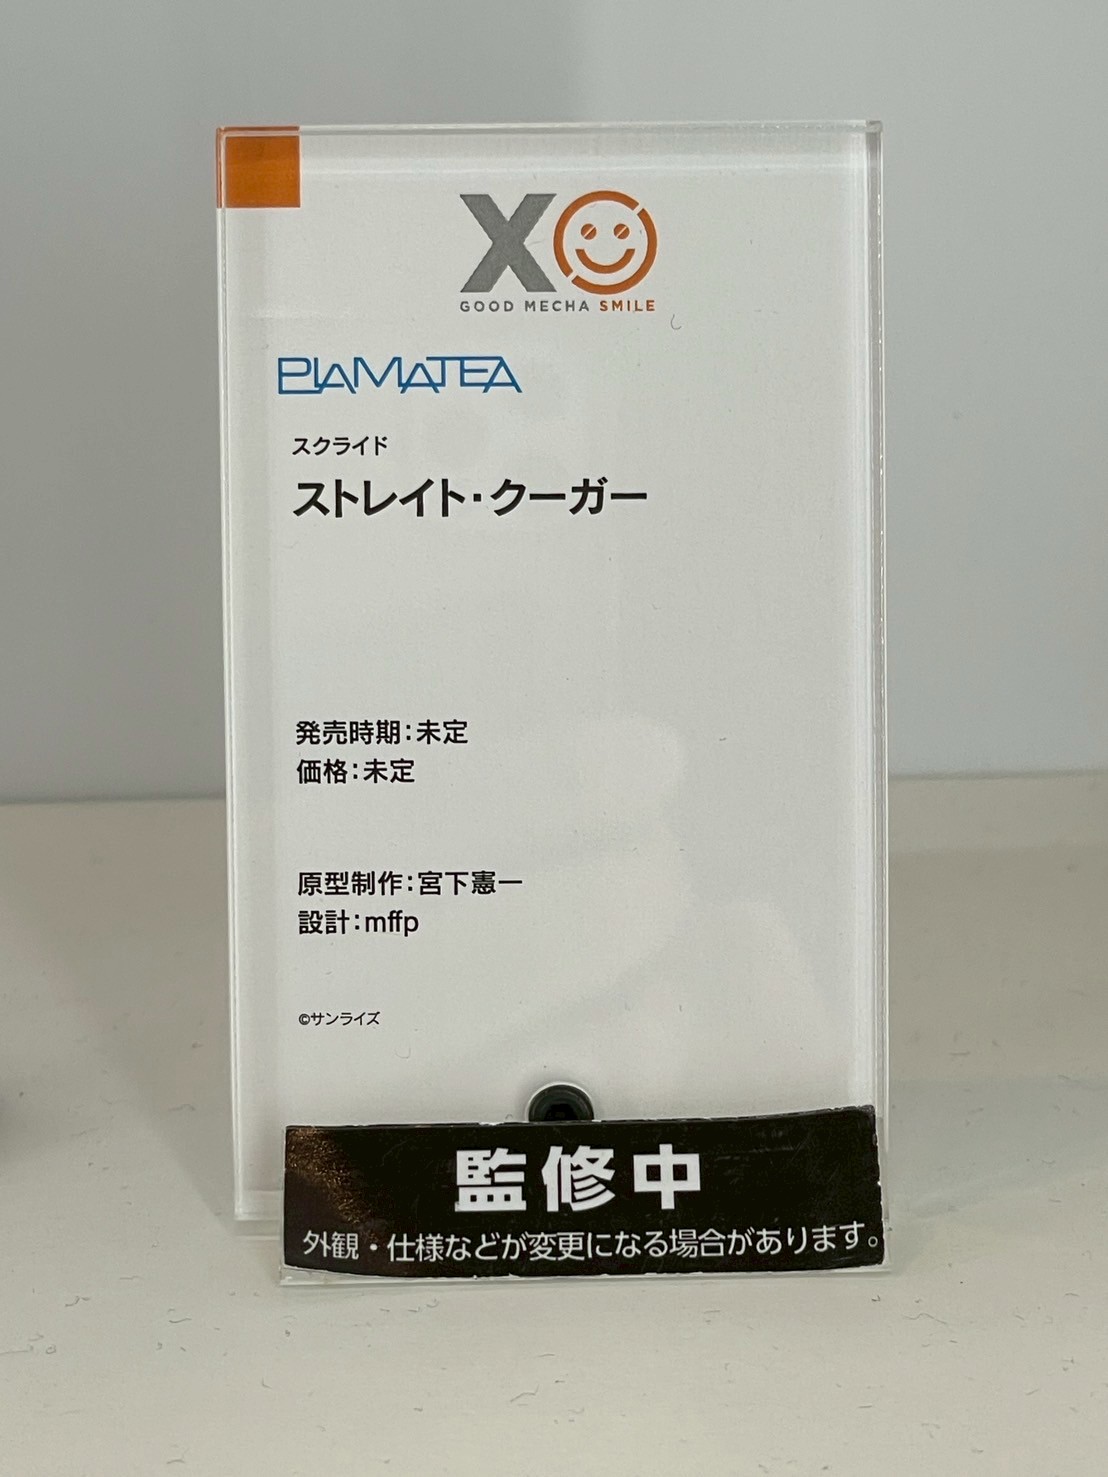 XO
GOOD MECHA SMILE
PLAMATEA
スクライド
ストレイト・クーガー
発売時期：未定
価格：未定
原型制作：宮下憲一
設計：mffp
©サンライズ
監修中
外観・仕様などが変更になる場合があります。